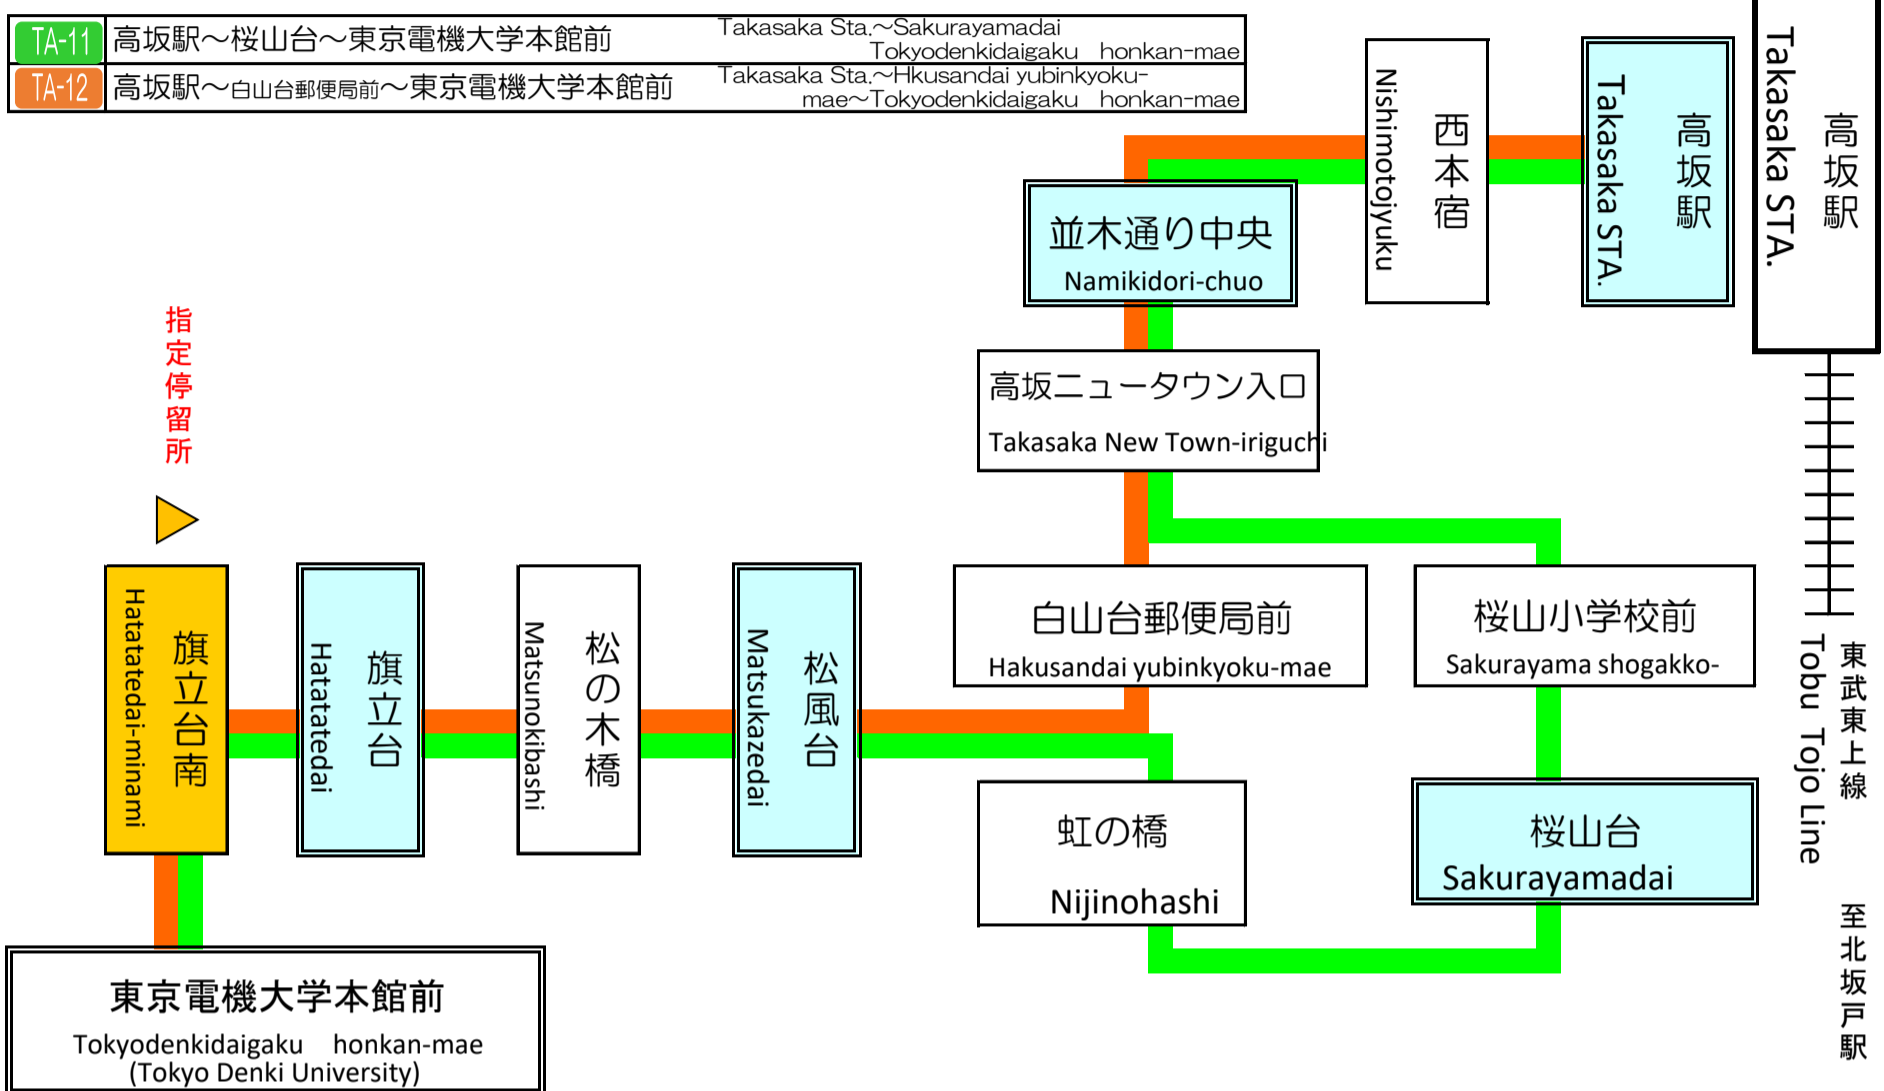 TA-11 高坂駅～桜山台～東京電機大学本館前 Takasaka Sta.～Sakurayamadai
Tokyodenkidaigaku honkan-mae
TA-12 高坂駅～白山台郵便局前～東京電機大学本館前 Takasaka Sta.～Hkusandai yubinkyoku-
mae～Tokyodenkidaigaku honkan-mae
高坂駅
Takasaka STA.
高坂駅
Takasaka STA.
西本宿
Nishimotojyuku
並木通り中央
Namikidori-chuo
高坂ニュータウン入口
Takasaka New Town-iriguchi
白山台郵便局前
Hakusandai yubinkyoku-mae
桜山小学校前
Sakurayama shogakko-
桜山台
Sakurayamadai
虹の橋
Nijinohashi
松風台
Matsukazedai
松の木橋
Matsunokibashi
旗立台
Hatatatedai
指定停留所
旗立台南
Hatatatedai-minami
東京電機大学本館前
Tokyodenkidaigaku honkan-mae
(Tokyo Denki University)
東武東上線
Tobu Tojo Line
至北坂戸駅